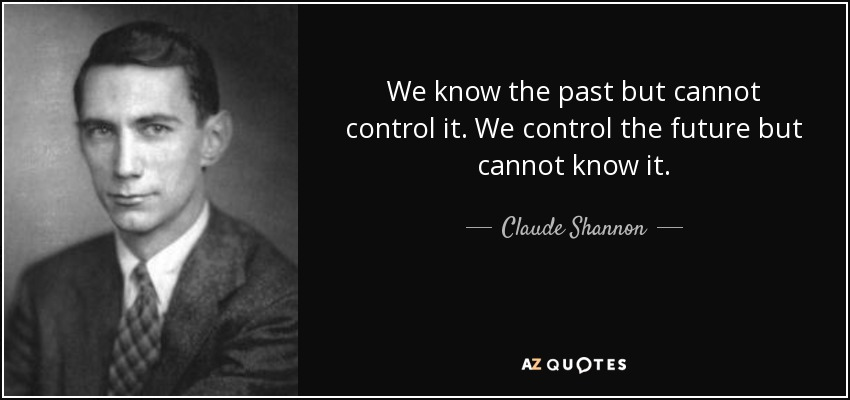 We know the past but cannot
control it. We control the future but
cannot know it.
Claude Shannon
AZ QUOTES